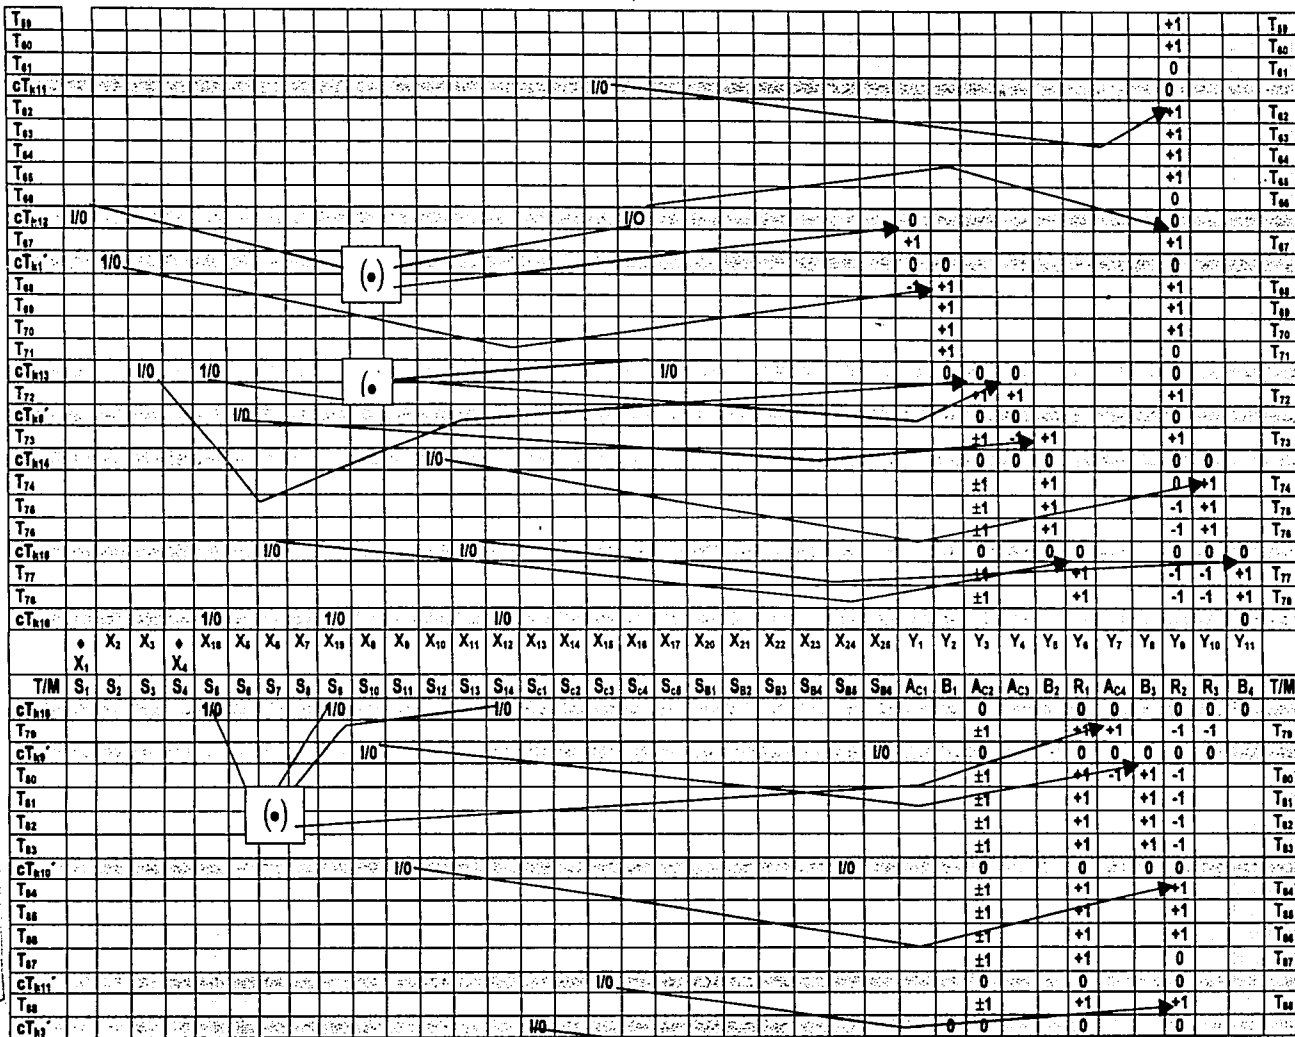 T59 +1 T59
T60 +1
T61 0 T61
cTk11 I/0 0
T62 +1 T62
T63 +1 T63
T64 +1 T64
T65 +1 T65
T66 0 T66
cTk12 I/0 I/O 0 0
T67 (•) +1 +1 T67
cTk1´ 1/0 0 0 0
T68 -1 +1 +1 T68
T69 +1 +1 T69
T70 +1 +1 T70
T71 +1 0 T71
cTk13 I/0 1/0 (• I/0 0 0 0 0
T72 +1 +1 +1 T72
I/0 0 0 0
T73 ±1 -1 +1 +1 T73
cTk14 I/0 0 0 0 0 0
T74 ±1 +1 0 +1 T74
T75 ±1 +1 -1 +1 T75
T76 ±1 +1 -1 +1 T76
cTk15 I/0 I/0 0 0 0 0 0 0
T77 ±1 +1 -1 -1 +1 T77
T78 ±1 +1 -1 -1 +1 T78
cTk16 1/0 1/0 I/0 0
• X1 X2 X3 • X4 X18 X5 X6 X7 X19 X8 X9 X10 X11 X12 X13 X14 X15 X16 X17 X20 X21 X22 X23 X24 X25 Y1 Y2 Y3 Y4 Y5 Y6 Y7 Y8 Y9 Y10 Y11
T/M S1 S2 S3 S4 S5 S6 S7 S8 S9 S10 S11 S12 S13 S14 Sc1 Sc2 Sc3 Sc4 Sc5 SB1 SB2 SB3 SB4 SB5 SB6 AC1 B1 AC2 AC3 B2 R1 AC4 B3 R2 R3 B4 T/M
cTk16 1/0 I/0 I/0 0 0 0 0 0 0
T79 ±1 +1 +1 -1 -1 T79
cTk9´ I/0 I/0 0 0 0 0 0 0
T80 ±1 +1 -1 +1 -1 T80
T81 ±1 +1 +1 -1 T81
T82 (•) ±1 +1 +1 -1 T82
T83 ±1 +1 +1 -1 T83
cTk10´ I/0 I/0 0 0 0 0
T84 ±1 +1 +1 T84
T85 ±1 +1 +1 T85
T86 ±1 +1 +1 T86
T87 ±1 +1 0 T87
cTk11´ I/0 0 0 0
T88 ±1 +1 +1 T88
cTk3´ I/0 0 0 0 0